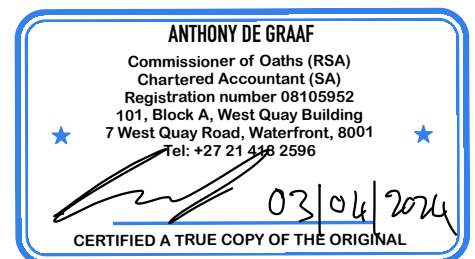 ANTHONY DE GRAAF
Commissioner of Oaths (RSA)
Chartered Accountant (SA)
Registration number 08105952
101, Block A, West Quay Building
7 West Quay Road, Waterfront, 8001
Tel: +27 21 418 2596
03/04/2024
CERTIFIED A TRUE COPY OF THE ORIGINAL